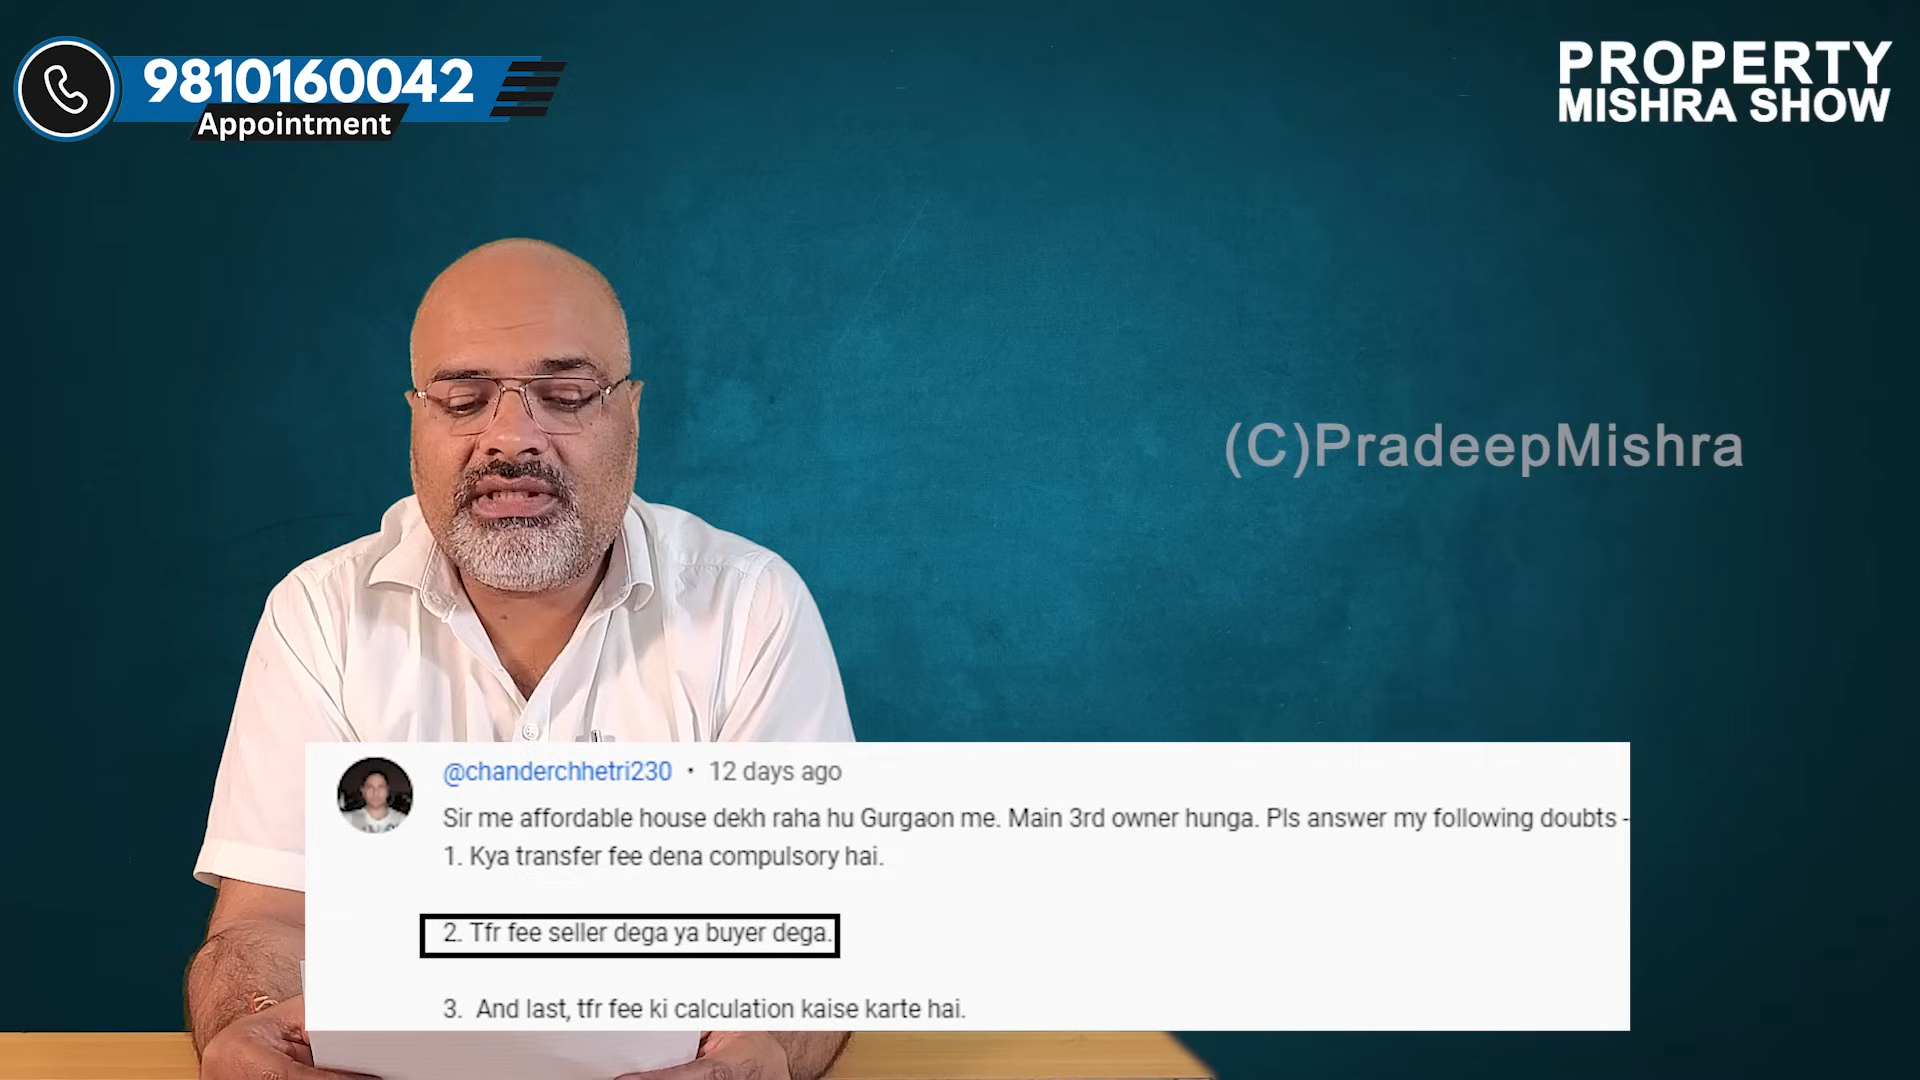 9810160042
Appointment
PROPERTY
MISHRA SHOW
(C)PradeepMishra
@chanderchhetri230 • 12 days ago
Sir me affordable house dekh raha hu Gurgaon me. Main 3rd owner hunga. Pls answer my following doubts -
1. Kya transfer fee dena compulsory hai.
2. Tfr fee seller dega ya buyer dega.
3. And last, tfr fee ki calculation kaise karte hai.